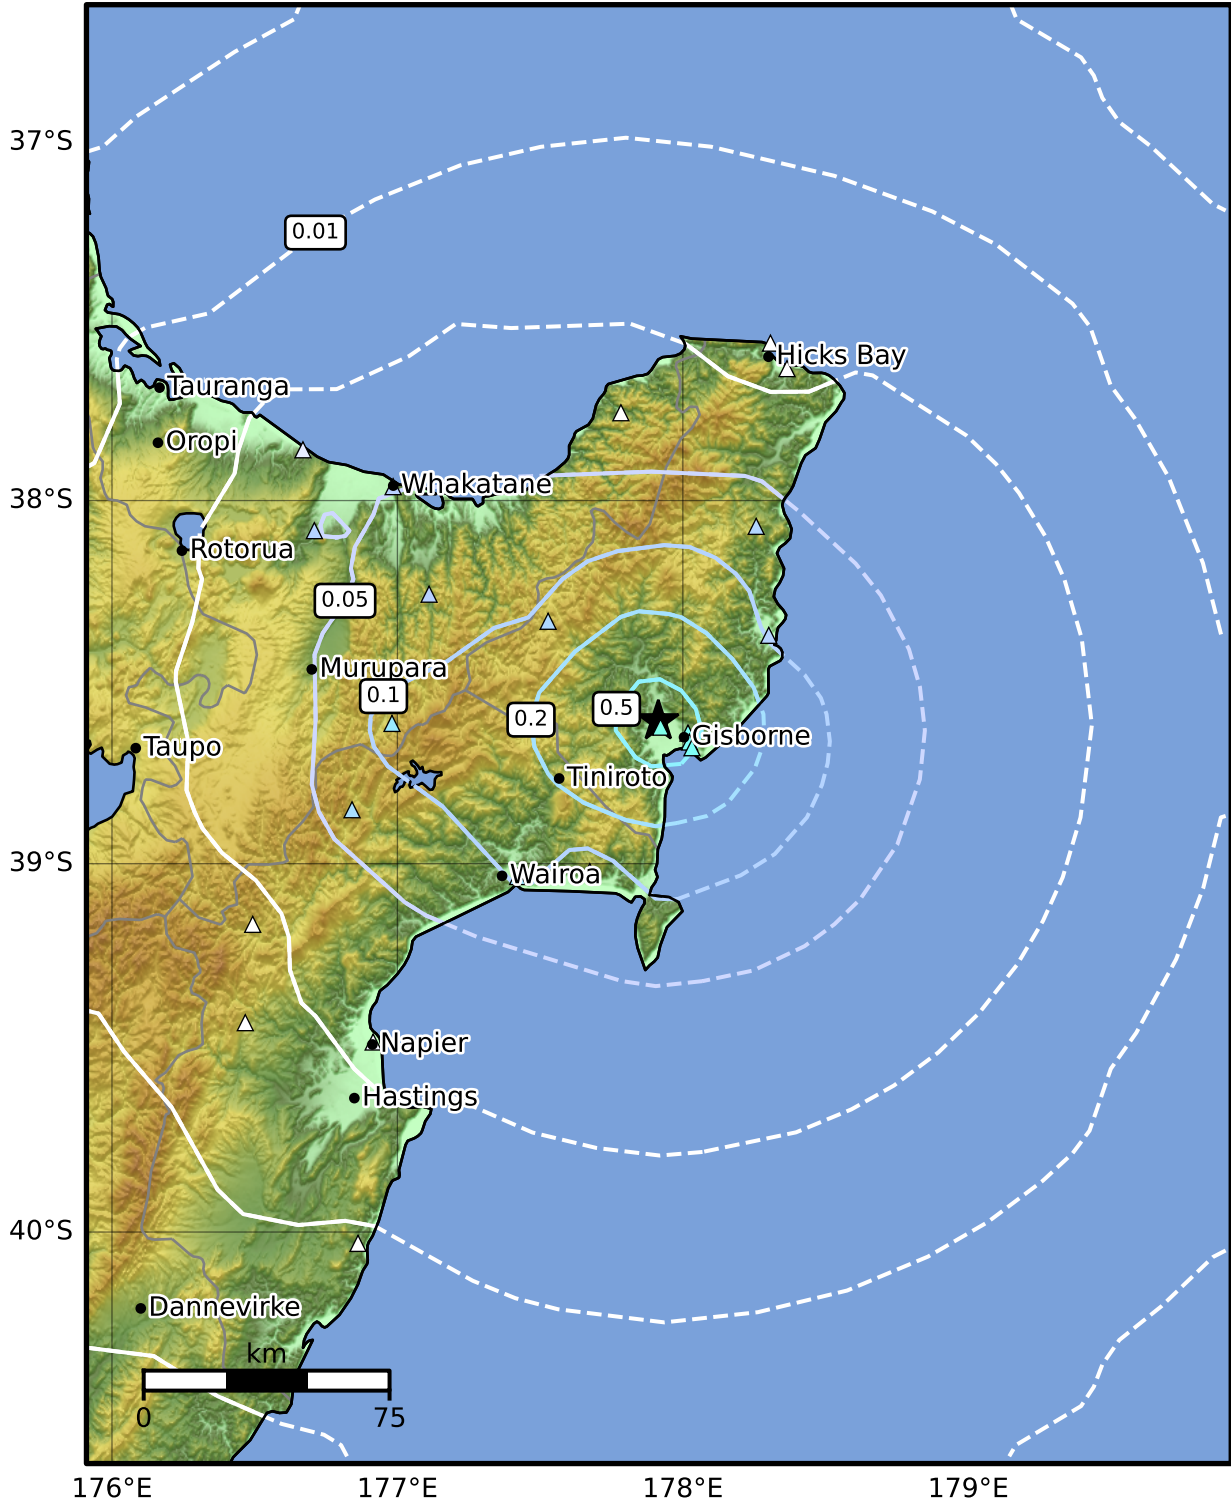 37°S
0.01
Hicks Bay
Tauranga
Oropi
Whakatane
38°S
Rotorua
0.05
Murupara
0.1
0.2
0.5
Gisborne
Taupo
Tiniroto
39°S
Wairoa
Napier
Hastings
40°S
Dannevirke
km
0 75
176°E 177°E 178°E 179°E